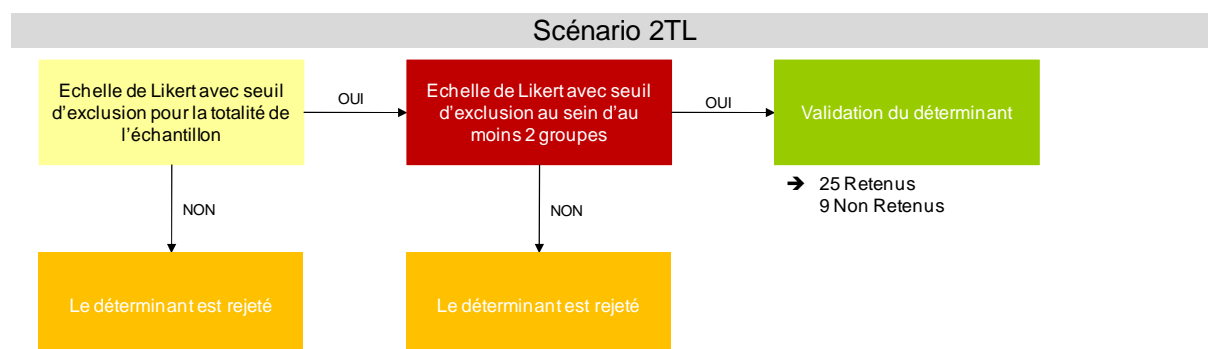 Scénario 2TL
Echelle de Likert avec seuil
d'exclusion pour la totalité de
l'échantillon
OUI
Echelle de Likert avec seuil
d'exclusion au sein d'au
moins 2 groupes
OUI
Validation du déterminant
➔ 25 Retenus
9 Non Retenus
NON
NON
Le déterminant est rejeté
Le déterminant est rejeté